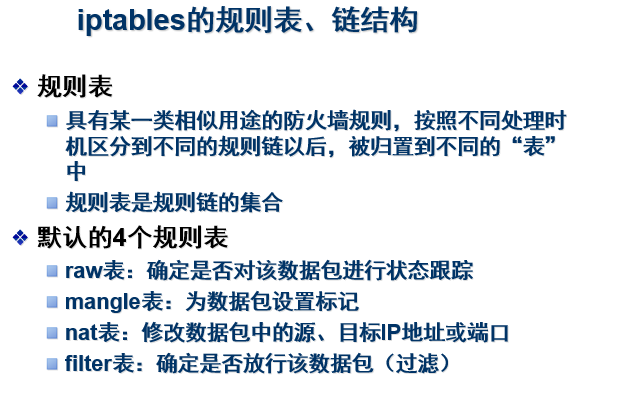 iptables的规则表、链结构
规则表
具有某一类相似用途的防火墙规则，按照不同处理时
机区分到不同的规则链以后，被归置到不同的“表”
中
规则表是规则链的集合
默认的4个规则表
raw表：确定是否对该数据包进行状态跟踪
mangle表：为数据包设置标记
nat表：修改数据包中的源、目标IP地址或端口
filter表：确定是否放行该数据包（过滤）